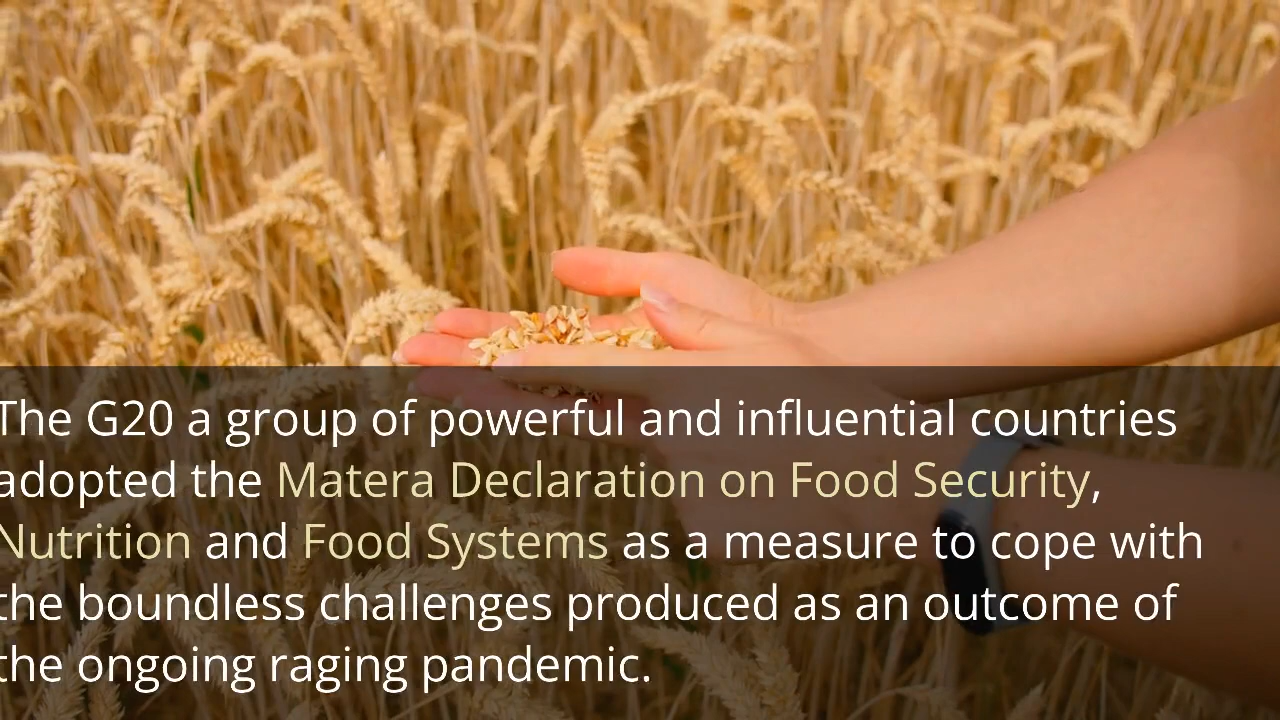 The G20 a group of powerful and influential countries
adopted the Matera Declaration on Food Security,
Nutrition and Food Systems as a measure to cope with
the boundless challenges produced as an outcome of
the ongoing raging pandemic.